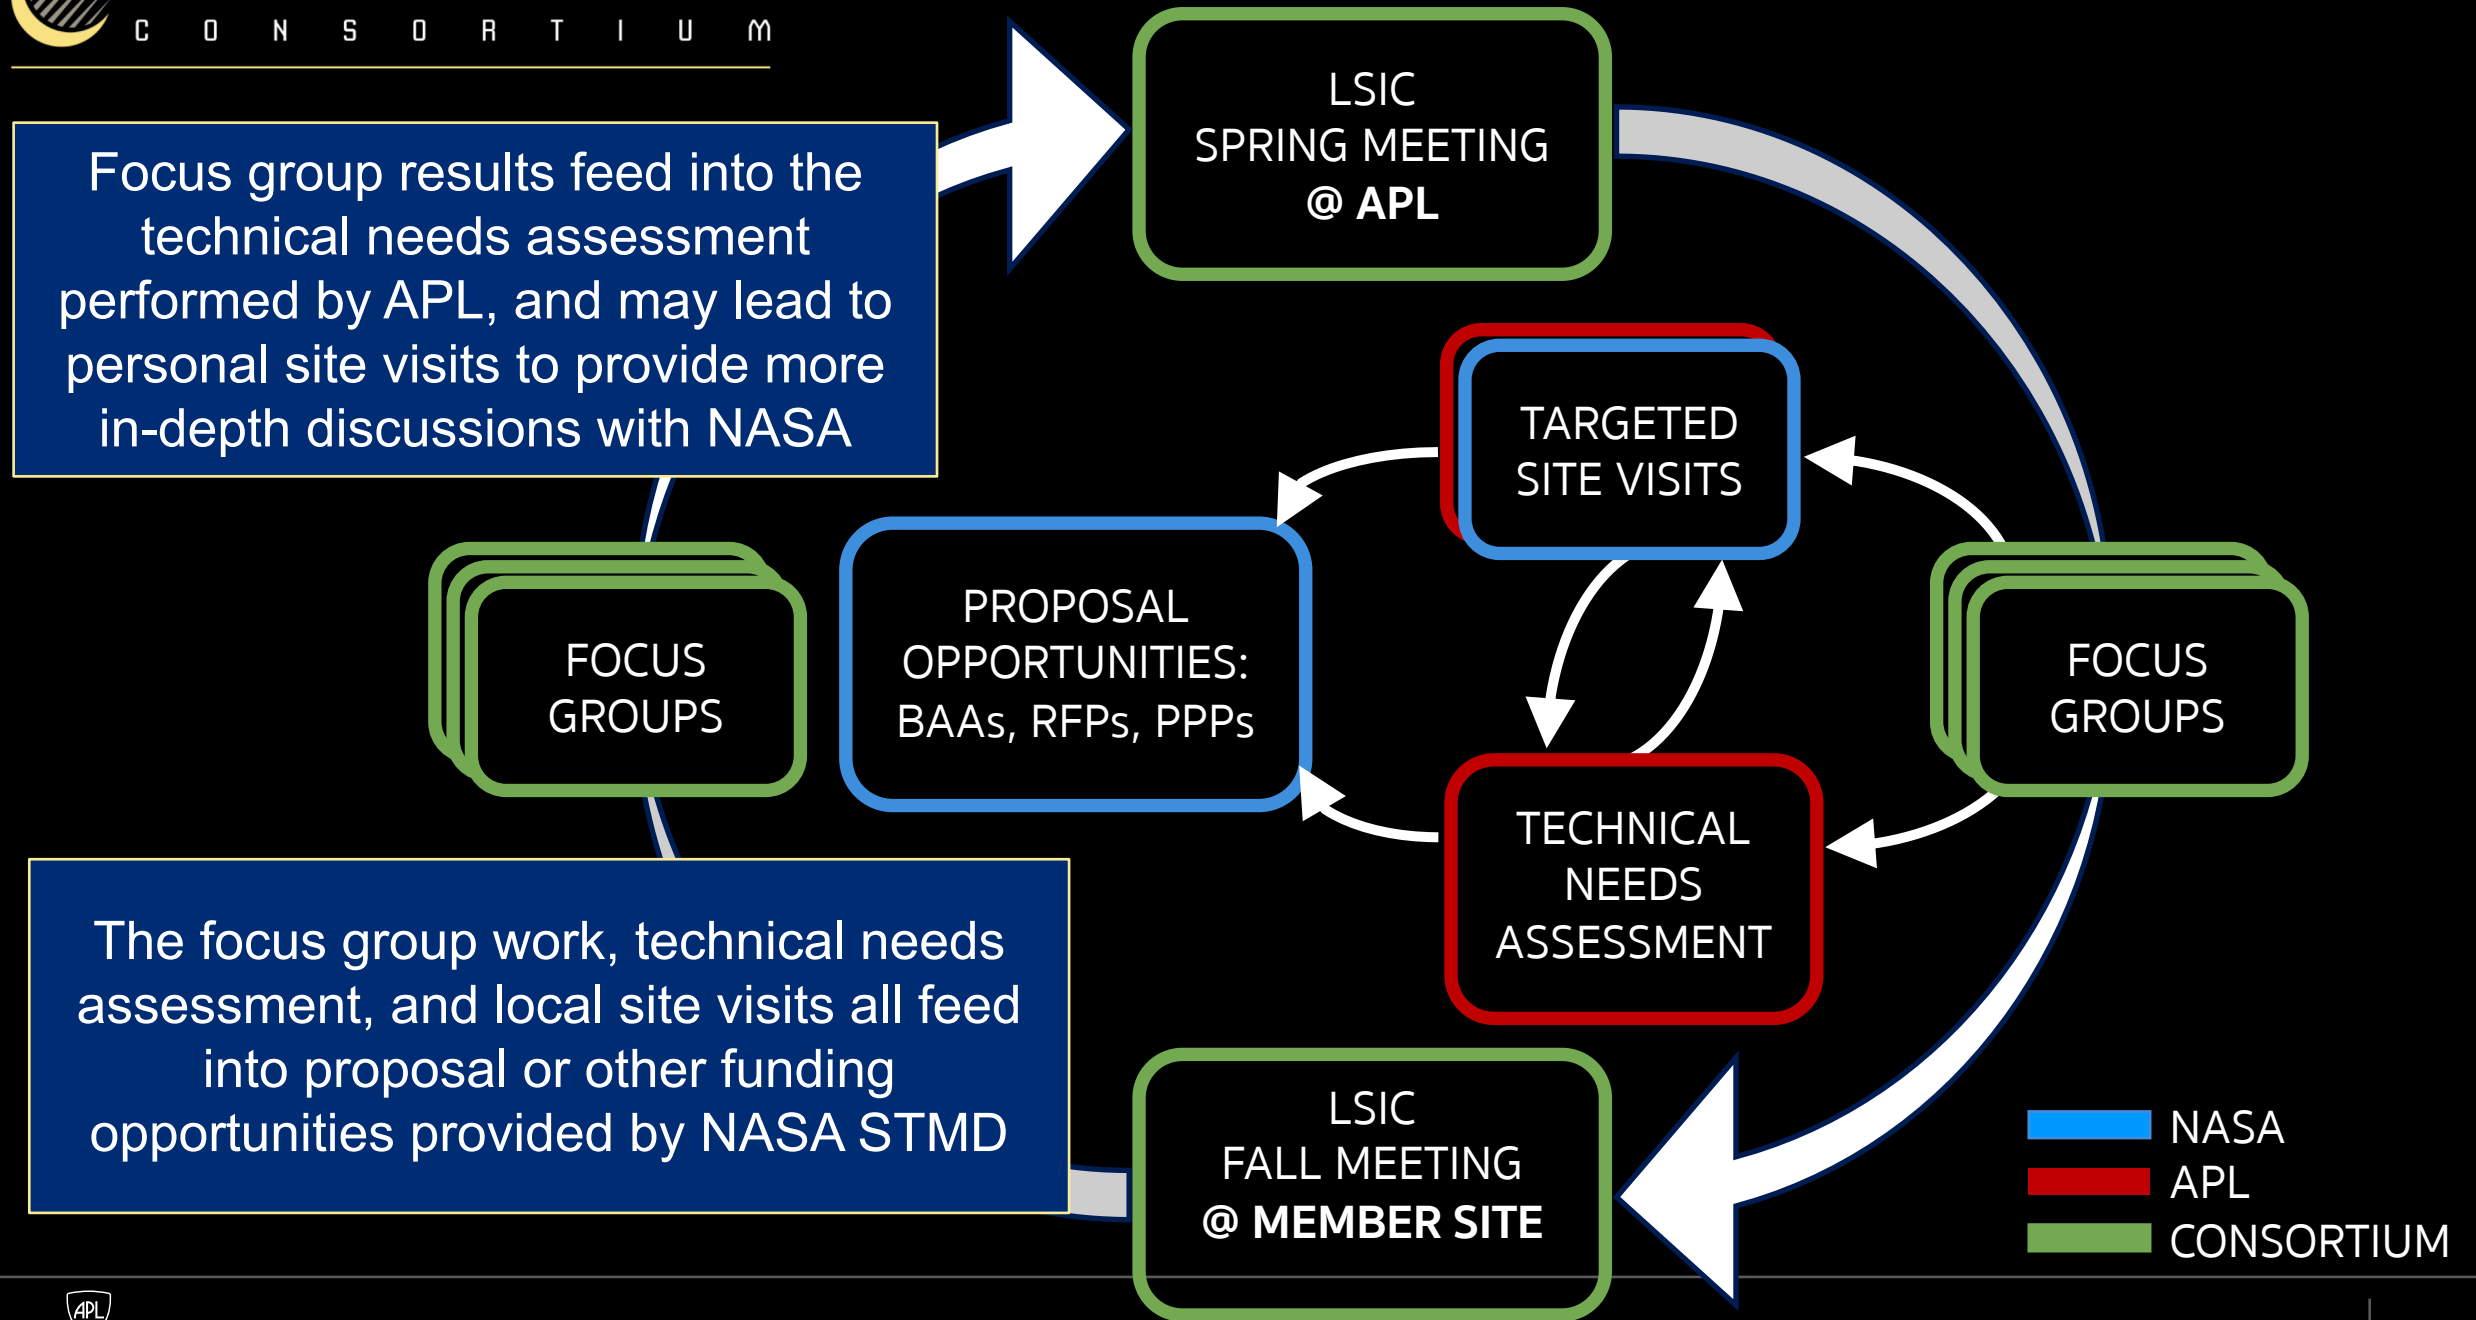 CONSORTIUM
Focus group results feed into the
technical needs assessment
performed by APL, and may lead to
personal site visits to provide more
in-depth discussions with NASA
LSIC
SPRING MEETING
@ APL
TARGETED
SITE VISITS
FOCUS
GROUPS
PROPOSAL
OPPORTUNITIES:
BAAs, RFPs, PPPs
FOCUS
GROUPS
TECHNICAL
NEEDS
ASSESSMENT
The focus group work, technical needs
assessment, and local site visits all feed
into proposal or other funding
opportunities provided by NASA STMD
LSIC
FALL MEETING
@ MEMBER SITE
NASA
APL
CONSORTIUM
APL